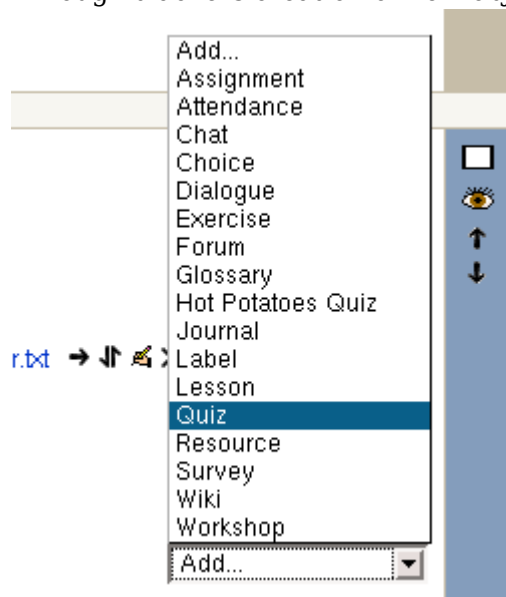 Add...
Assignment
Attendance
Chat
Choice
Dialogue
Exercise
Forum
Glossary
Hot Potatoes Quiz
Journal
r.txt
Label
Lesson
Quiz
Resource
Survey
Wiki
Workshop
Add...